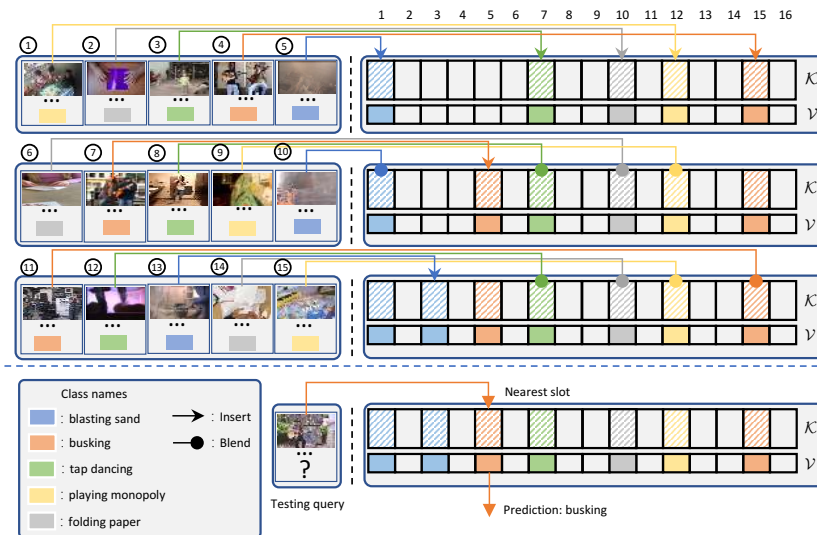 1 2 3 4 5 6 7 8 9 10 11 12 13 14 15 16
1 2 3 4 5
...
...
...
...
...
K
V
6 7 8 9 10
...
...
...
...
...
K
V
11 12 13 14 15
...
...
...
...
...
K
V
Class names
: blasting sand
: busking
: tap dancing
: playing monopoly
: folding paper
: Insert
: Blend
...
?
Testing query
Nearest slot
K
V
Prediction: busking